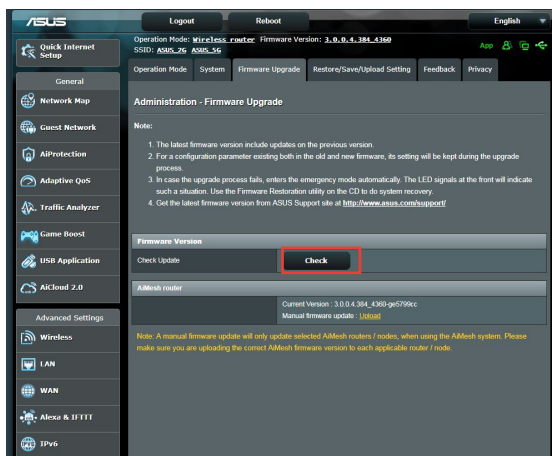 ASUS
Logout
Reboot
English
Quick Internet
Setup
General
Network Map
Guest Network
AiProtection
Adaptive QoS
Traffic Analyzer
Game Boost
USB Application
AiCloud 2.0
Advanced Settings
Wireless
LAN
WAN
Alexa & IFTTT
IPv6
Operation Mode: Wireless router Firmware Version: 3.0.0.4.384_4360
SSID: ASUS_2G ASUS_5G
App
Operation Mode System Firmware Upgrade Restore/Save/Upload Setting Feedback Privacy
Administration - Firmware Upgrade
Note:
1. The latest firmware version include updates on the previous version.
2. For a configuration parameter existing both in the old and new firmware, its setting will be kept during the upgrade
process.
3. In case the upgrade process fails, enters the emergency mode automatically. The LED signals at the front will indicate
such a situation. Use the Firmware Restoration utility on the CD to do system recovery.
4. Get the latest firmware version from ASUS Support site at http://www.asus.com/support/
Firmware Version
Check Update
Check
AiMesh router
Current Version : 3.0.0.4.384_4360-ge5799cc
Manual firmware update : Upload
Note: A manual firmware update will only update selected AiMesh routers / nodes, when using the AiMesh system. Please
make sure you are uploading the correct AiMesh firmware version to each applicable router / node.